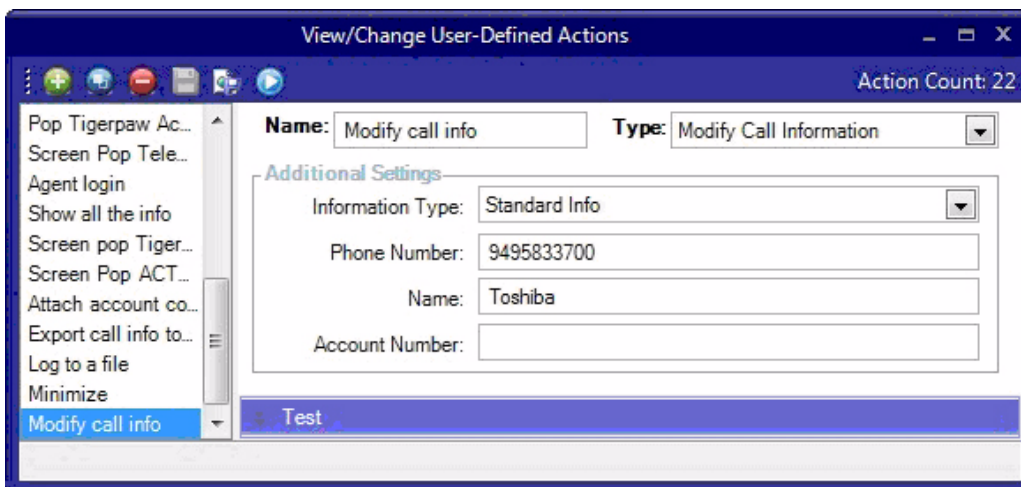 View/Change User-Defined Actions
Action Count: 22
Pop Tigerpaw Ac...
Screen Pop Tele...
Agent login
Show all the info
Screen pop Tiger...
Screen Pop ACT...
Attach account co...
Export call info to...
Log to a file
Minimize
Modify call info
Name: Modify call info Type: Modify Call Information
Additional Settings
Information Type: Standard Info
Phone Number: 9495833700
Name: Toshiba
Account Number:
Test